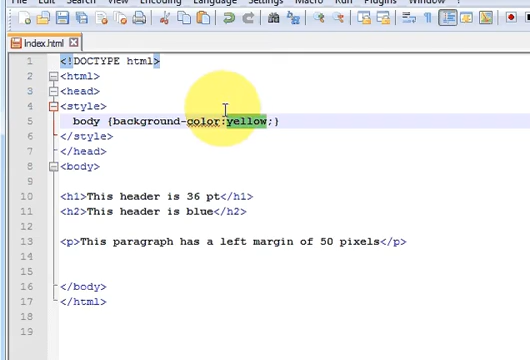 Edit Search View Encoding Language Settings Macro Run Plugins Window ?
index.html
1 <!DOCTYPE html>
2 <html>
3 <head>
4 <style>
5 body {background-color:yellow;}
6 </style>
7 </head>
8 <body>
9
10 <h1>This header is 36 pt</h1>
11 <h2>This header is blue</h2>
12
13 <p>This paragraph has a left margin of 50 pixels</p>
14
15
16 </body>
17 </html>
18
19